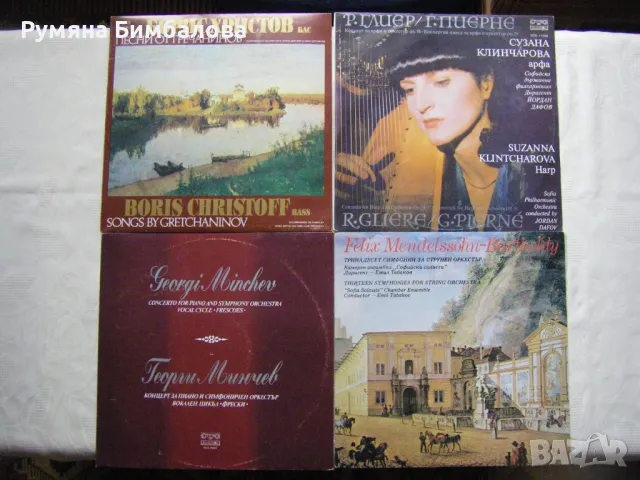 Румяна Бимбалова
БОРИС ХРИСТОВ БАС
ПЕСНИ ОТ ГРЕЧАНИНОВ
BORIS CHRISTOFF BASS
SONGS BY GRETCHANINOV
Р. ГЛИЕР / Г. ПИЕРНЕ
СУЗАНА
КЛИНЧАРОВА
арфа
Софийска
държавна
филхармония
Диригент
ЙОРДАН
ДАФОВ
SUZANNA
KLINTCHAROVA
Harp
Sofia
Philharmonic
Orchestra
conducted by
JORDAN
DAFOV
R. GLIERE / G. PIERNÉ
Georgi Minchev
CONCERTO FOR PIANO AND SYMPHONY ORCHESTRA
VOCAL CYCLE «FRESCOES»
Георги Минчев
КОНЦЕРТ ЗА ПИАНО И СИМФОНИЧЕН ОРКЕСТЪР
ВОКАЛЕН ЦИКЪЛ «ФРЕСКИ»
Felix Mendelssohn-Bartholdy
ТРИНАДЕСЕТ СИМФОНИИ ЗА СТРУНЕН ОРКЕСТЪР
Камерен ансамбъл „Софийски солисти“
Диригент – Емил Табаков
THIRTEEN SYMPHONIES FOR STRING ORCHESTRA
"Sofia Soloists" Chamber Ensemble
Conductor – Emil Tabakov
BAZAR